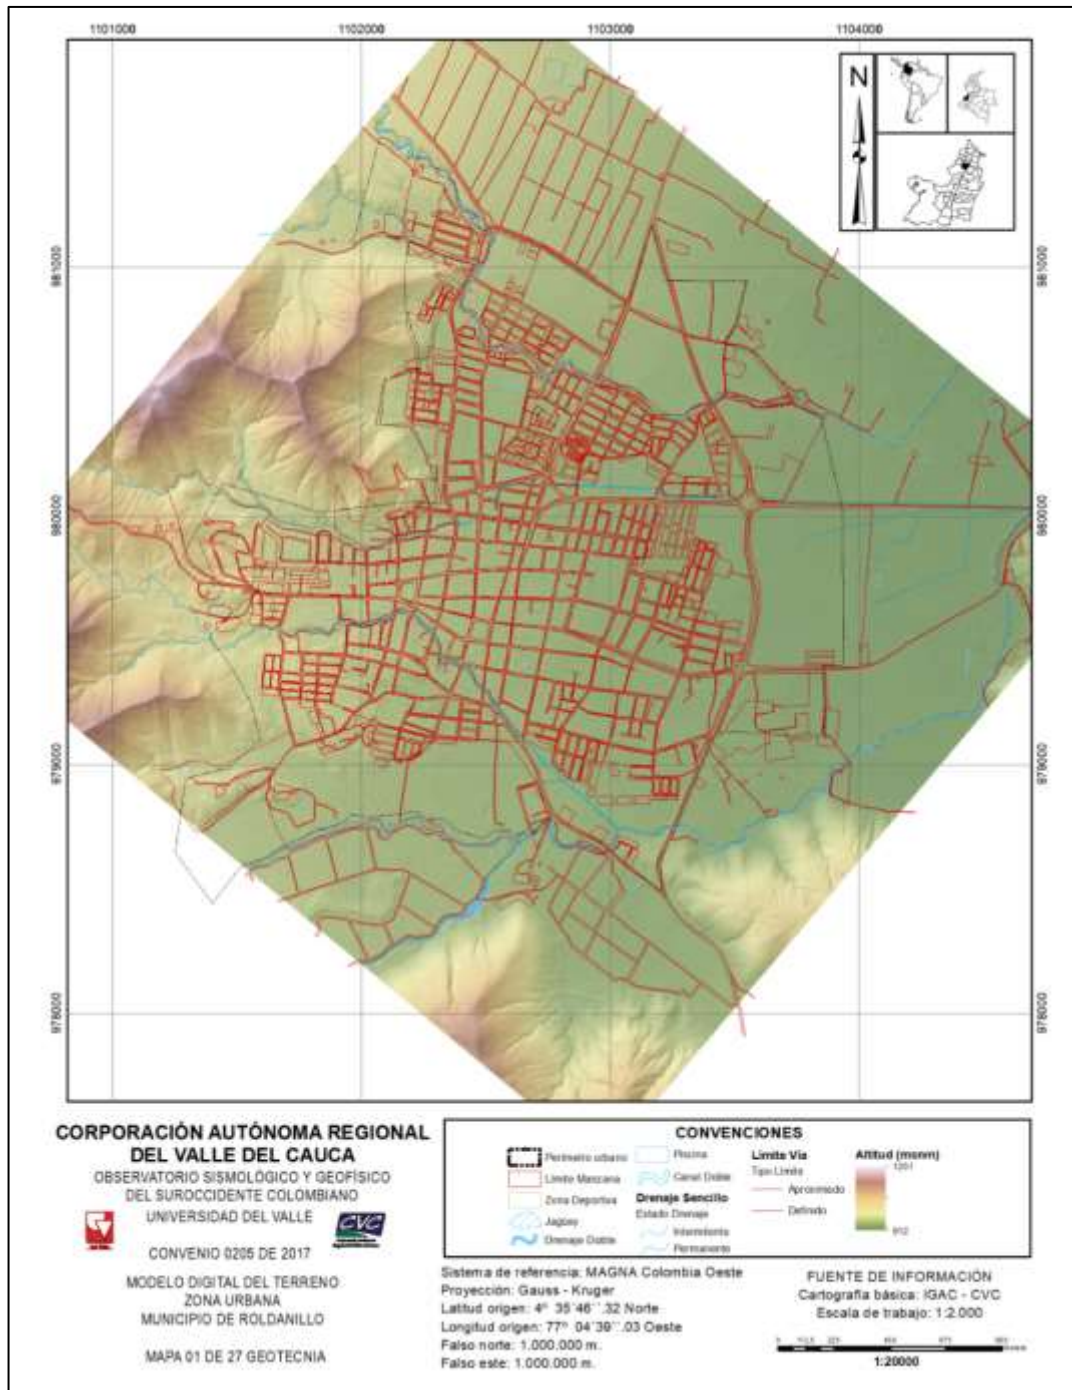 1101000 1102000 1103000 1104000
N
981000 981000
980000 980000
979000 979000
978000 978000
CORPORACIÓN AUTÓNOMA REGIONAL
DEL VALLE DEL CAUCA
OBSERVATORIO SISMOLÓGICO Y GEOFÍSICO
DEL SUROCCIDENTE COLOMBIANO
UNIVERSIDAD DEL VALLE
CVC
CONVENIO 0205 DE 2017
MODELO DIGITAL DEL TERRENO
ZONA URBANA
MUNICIPIO DE ROLDANILLO
MAPA 01 DE 27 GEOTECNIA
CONVENCIONES
Perímetro urbano
Límite Manzana
Zona Deportiva
Jagüey
Drenaje Doble
Piscina
Canal Doble
Drenaje Sencillo
Estado Drenaje
Intermitente
Permanente
Límite Vía
Tipo Límite
Aproximado
Definido
Altitud (msnm)
1201
912
Sistema de referencia: MAGNA Colombia Oeste
Proyección: Gauss - Kruger
Latitud origen: 4º 35´46´´.32 Norte
Longitud origen: 77º 04´39´´.03 Oeste
Falso norte: 1.000.000 m.
Falso este: 1.000.000 m.
FUENTE DE INFORMACIÓN
Cartografía básica: IGAC - CVC
Escala de trabajo: 1:2.000
1:20000